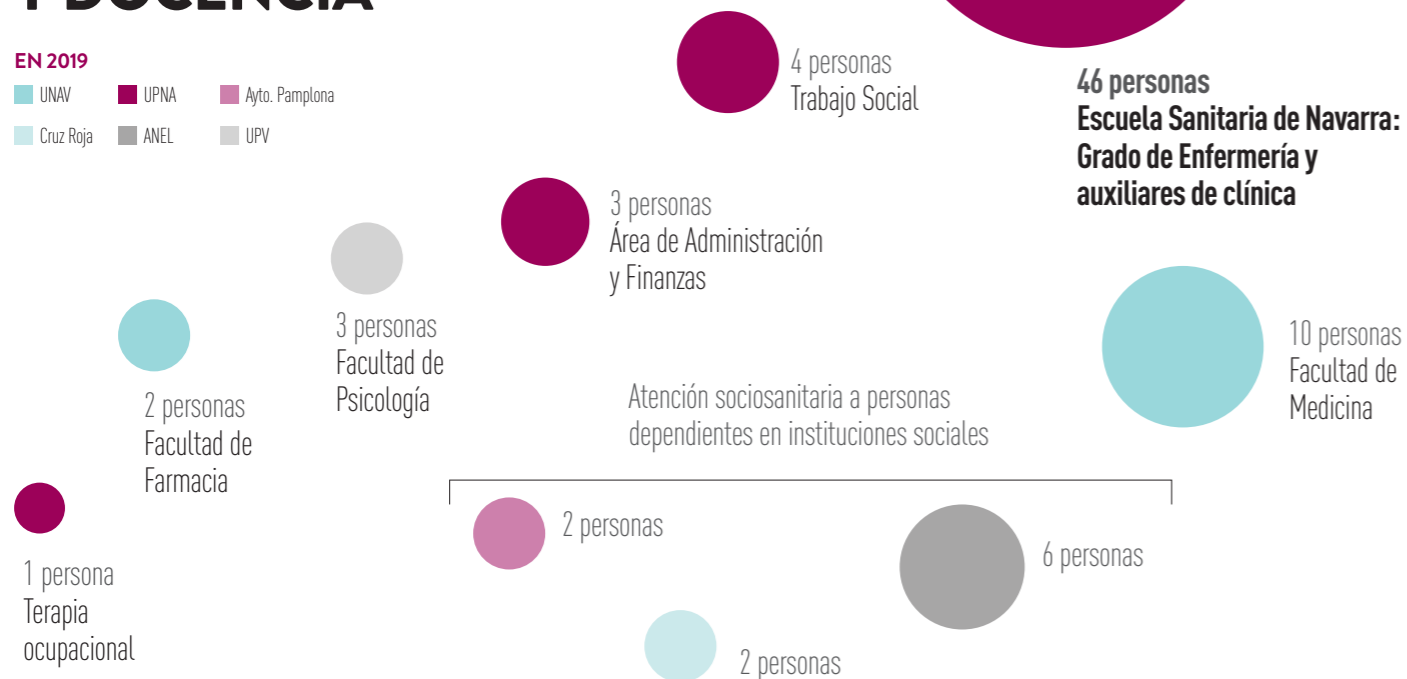 Y DOCENCIA
EN 2019
UNAV
UPNA
Ayto. Pamplona
Cruz Roja
ANEL
UPV
4 personas
Trabajo Social
46 personas
Escuela Sanitaria de Navarra:
Grado de Enfermería y
auxiliares de clínica
3 personas
Área de Administración
y Finanzas
3 personas
Facultad de
Psicología
10 personas
Facultad de
Medicina
2 personas
Facultad de
Farmacia
Atención sociosanitaria a personas
dependientes en instituciones sociales
2 personas
6 personas
2 personas
1 persona
Terapia
ocupacional